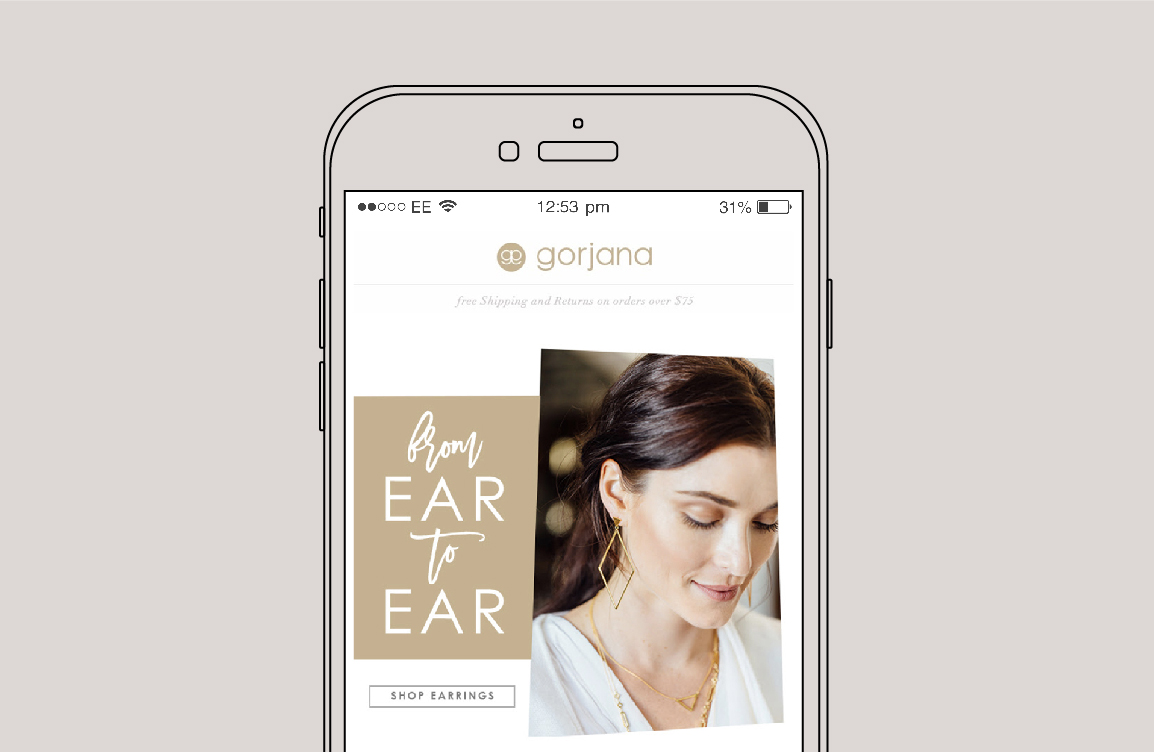 EE 12:53 pm 31%
ge gorjana
free Shipping and Returns on orders over $75
from
EAR
to
EAR
SHOP EARRINGS